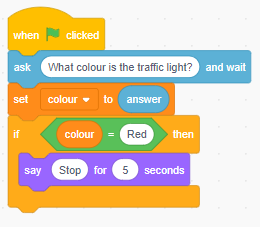 when clicked
ask What colour is the traffic light? and wait
set colour to answer
if colour = Red then
say Stop for 5 seconds